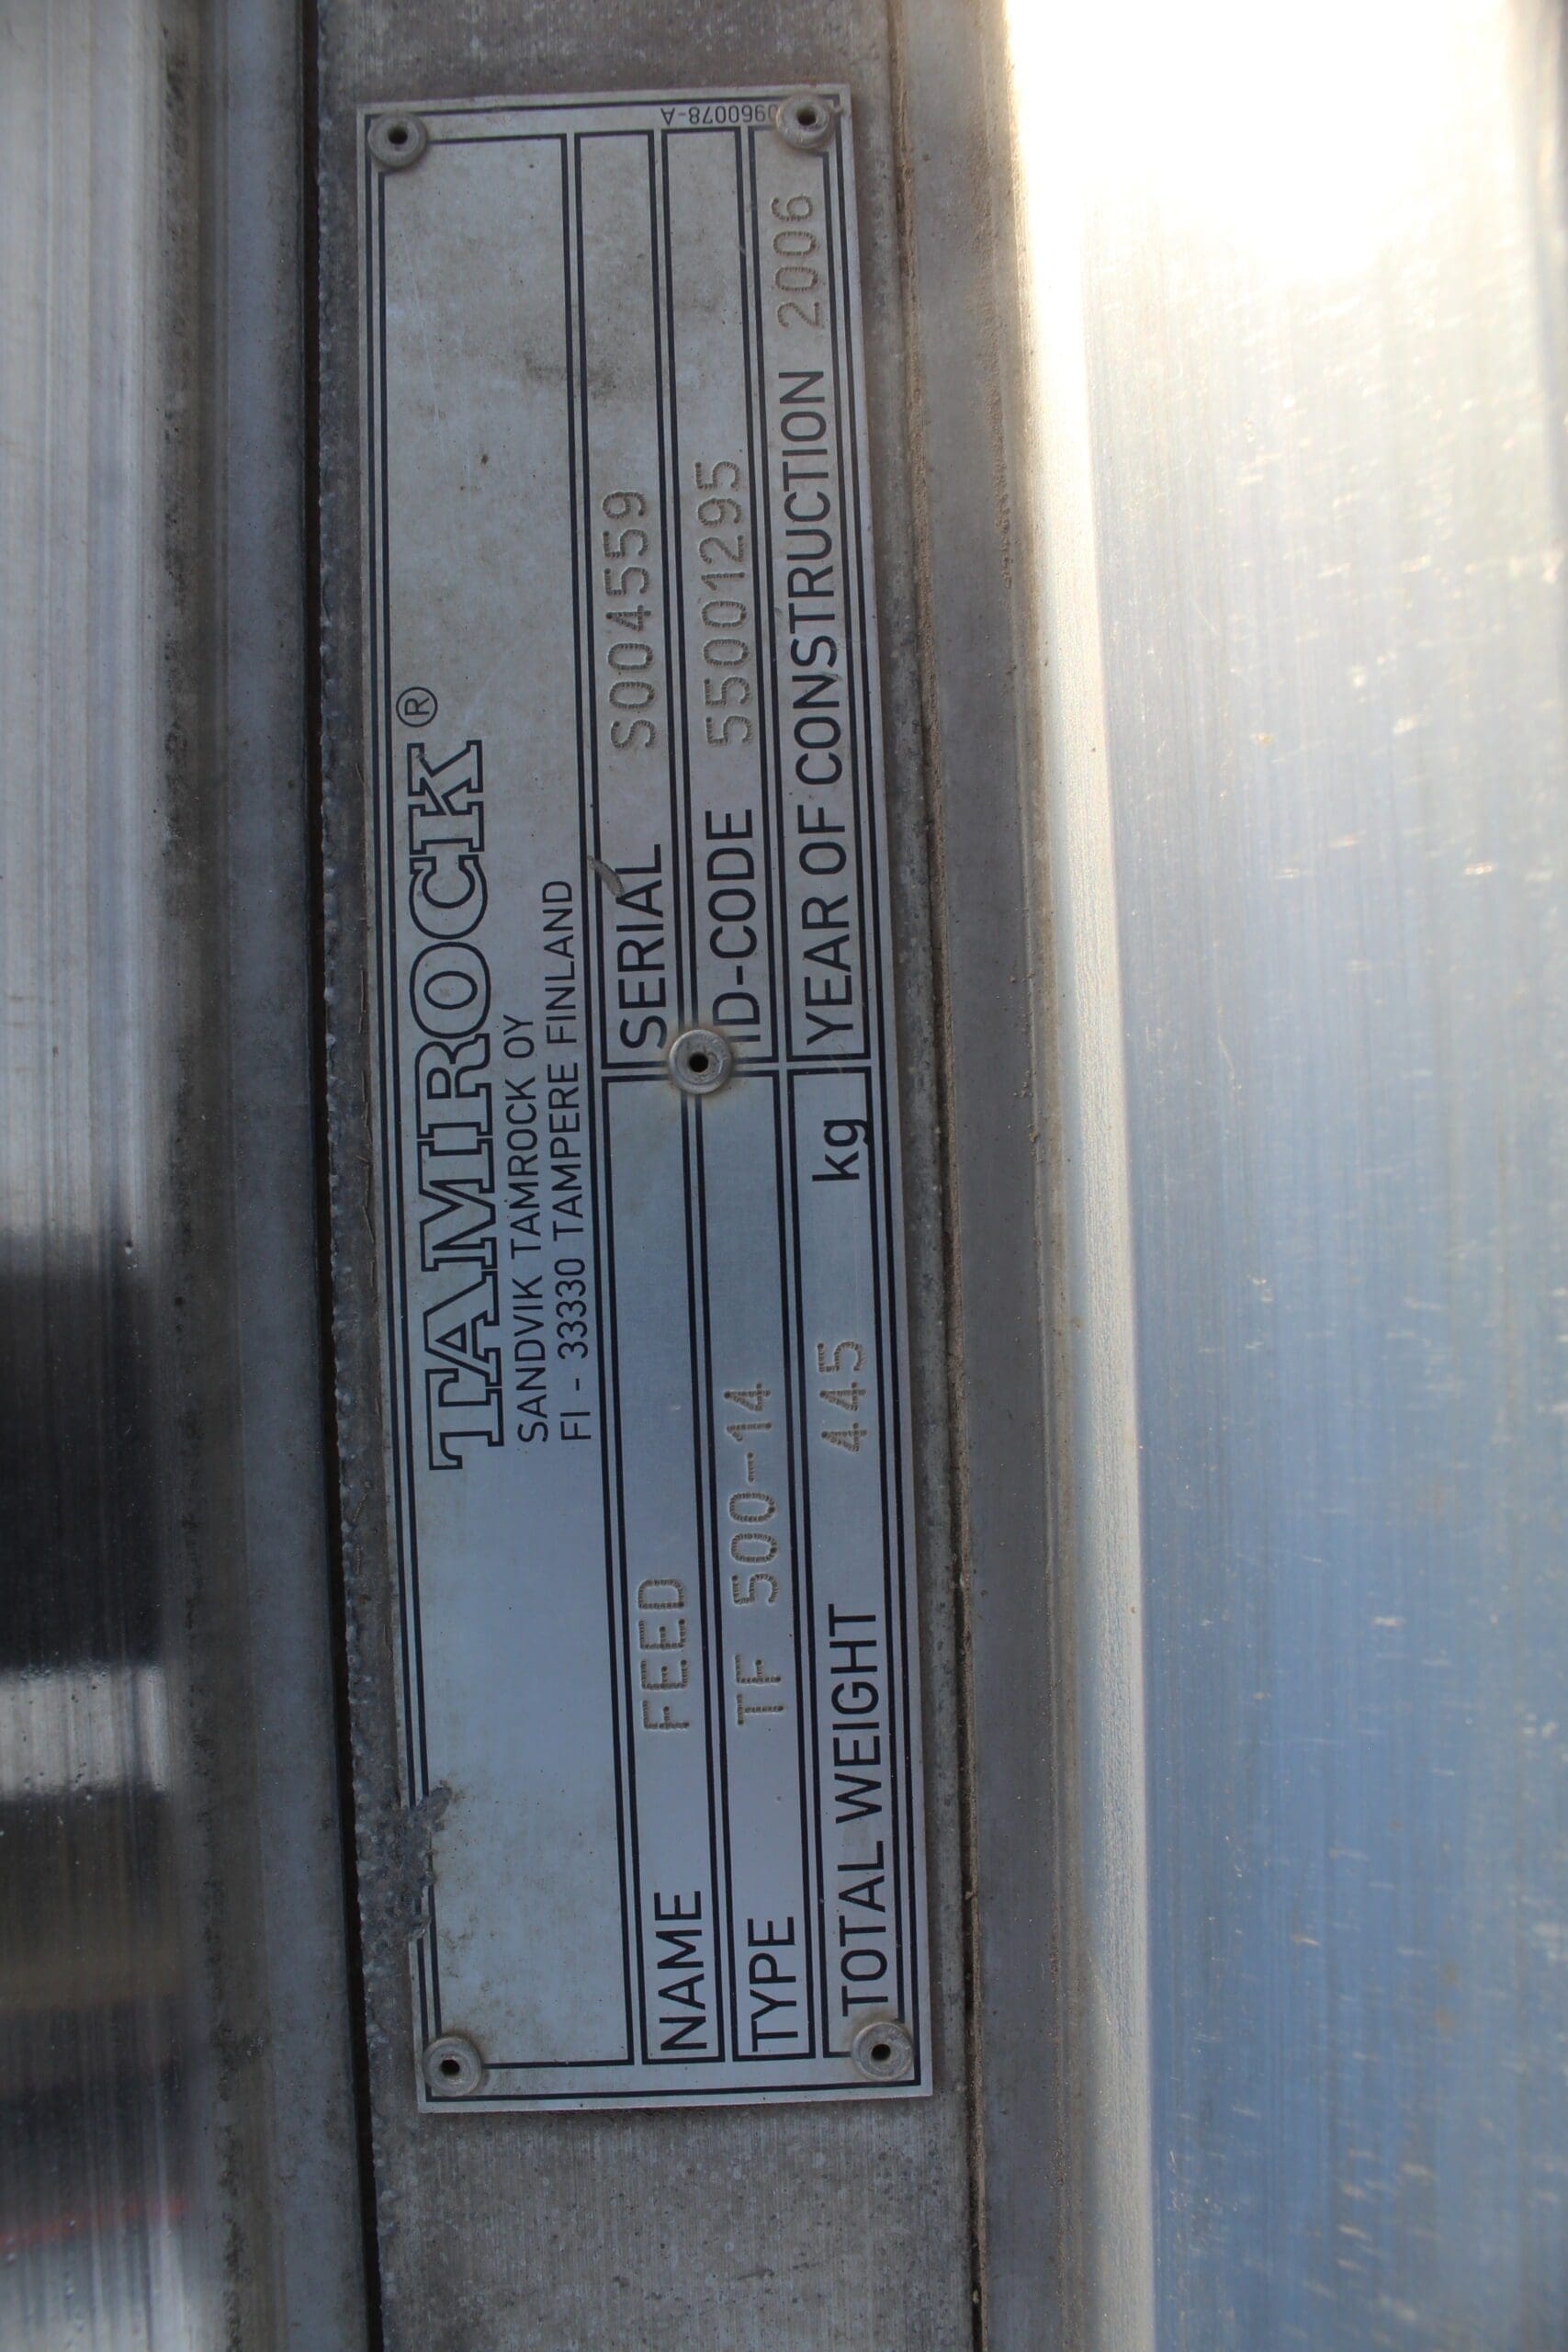 TAMROCK®
SANDVIK TAMROCK OY
FI - 33330 TAMPERE FINLAND
NAME FEED SERIAL S004559
TYPE TF 500-14 ID-CODE 55001295
TOTAL WEIGHT 445 kg YEAR OF CONSTRUCTION 2006
0960078-A